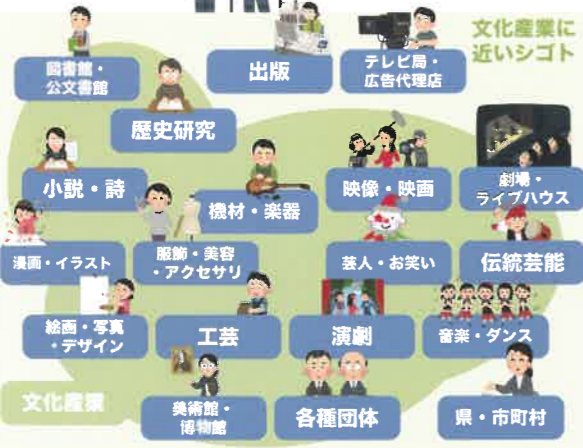 文化産業に
近いシゴト
図書館・
公文書館
出版
テレビ局・
広告代理店
歴史研究
小説・詩
機材・楽器
映像・映画
劇場・
ライブハウス
漫画・イラスト
服飾・美容
・アクセサリ
芸人・お笑い
伝統芸能
絵画・写真
・デザイン
工芸
演劇
音楽・ダンス
文化産業
美術館・
博物館
各種団体
県・市町村